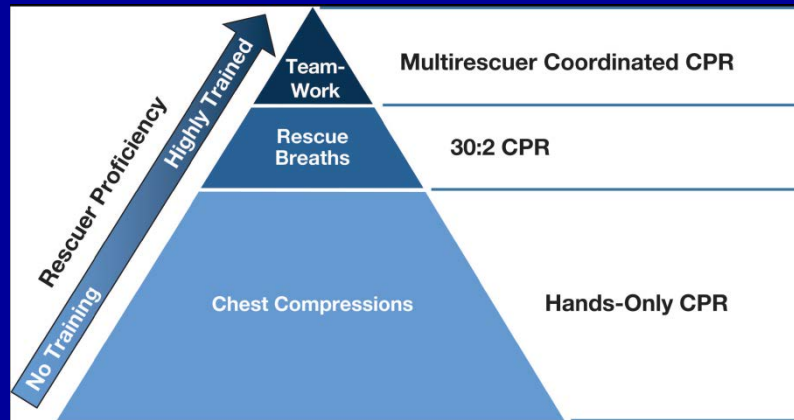 Team-
Work
Multirescuer Coordinated CPR
Rescue
Breaths
30:2 CPR
Chest Compressions
Hands-Only CPR
Rescuer Proficiency
Highly Trained
No Training